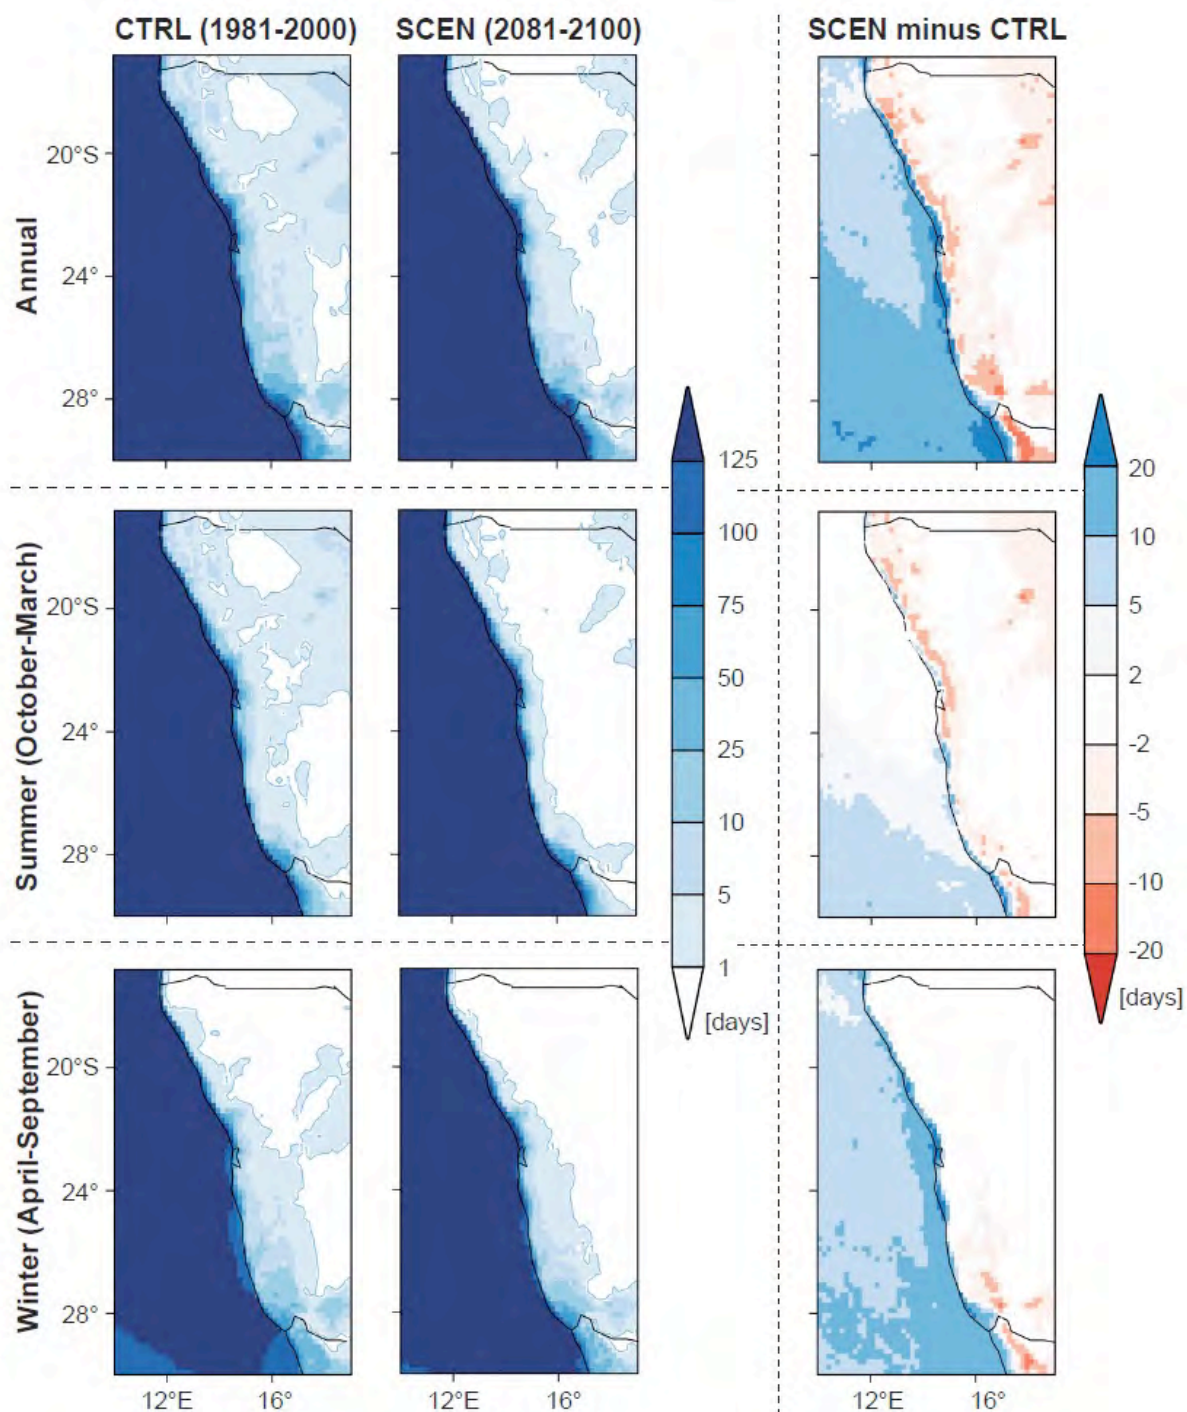 CTRL (1981-2000) SCEN (2081-2100) SCEN minus CTRL
Annual
20°S
24°
28°
Summer (October-March)
20°S
24°
28°
Winter (April-September)
20°S
24°
28°
12°E 16° 12°E 16° 12°E 16°
125
100
75
50
25
10
5
1
[days]
20
10
5
2
-2
-5
-10
-20
[days]